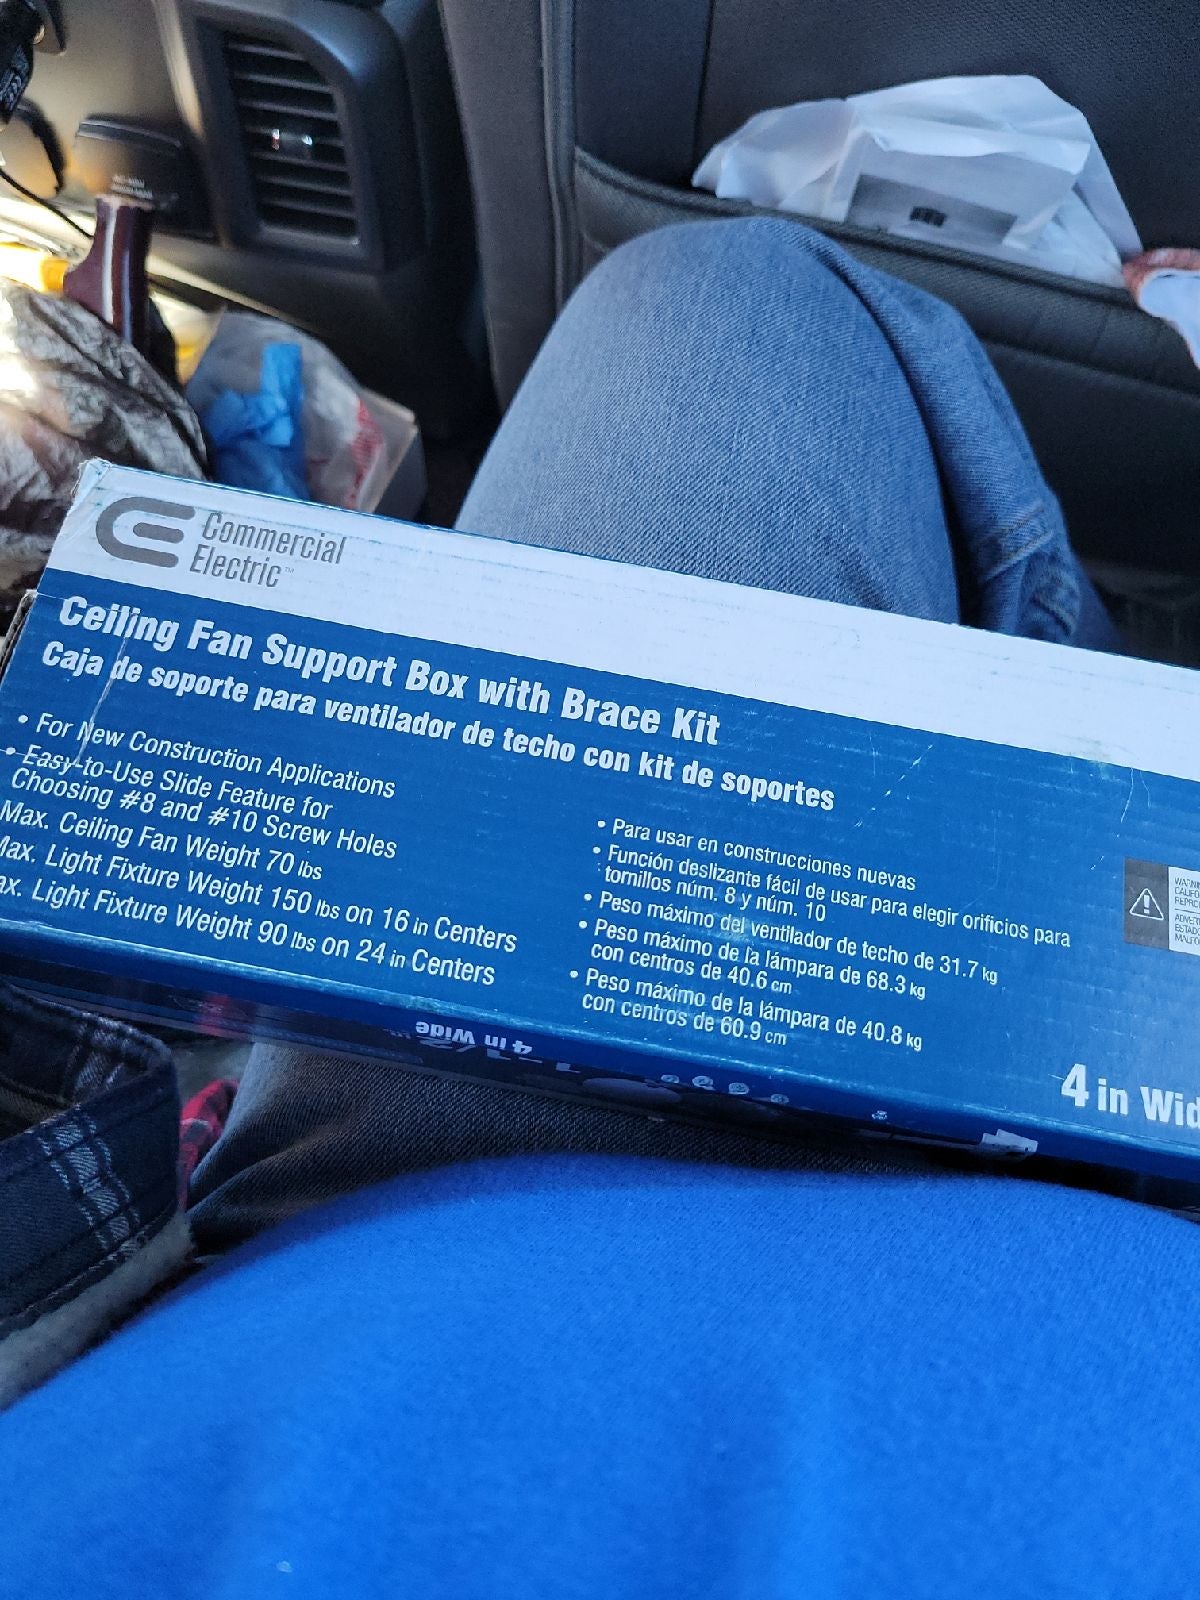 Commercial
Electric™
Ceiling Fan Support Box with Brace Kit
Caja de soporte para ventilador de techo con kit de soportes
• For New Construction Applications
• Easy-to-Use Slide Feature for
Choosing #8 and #10 Screw Holes
Max. Ceiling Fan Weight 70 lbs
Max. Light Fixture Weight 150 lbs on 16 in Centers
Max. Light Fixture Weight 90 lbs on 24 in Centers
• Para usar en construcciones nuevas
• Función deslizante fácil de usar para elegir orificios para
tornillos núm. 8 y núm. 10
• Peso máximo del ventilador de techo de 31.7 kg
• Peso máximo de la lámpara de 68.3 kg
con centros de 40.6 cm
• Peso máximo de la lámpara de 40.8 kg
con centros de 60.9 cm
4 in Wid
4 in Wide